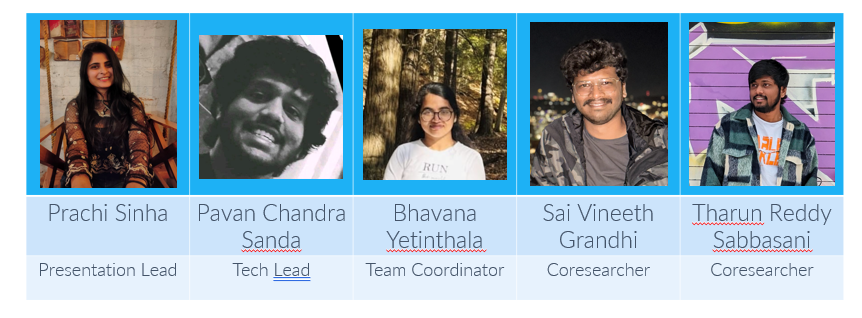 RUN
Prachi Sinha
Pavan Chandra
Sanda
Bhavana
Yetinthala
Sai Vineeth
Grandhi
Tharun Reddy
Sabbasani
Presentation Lead
Tech Lead
Team Coordinator
Coresearcher
Coresearcher